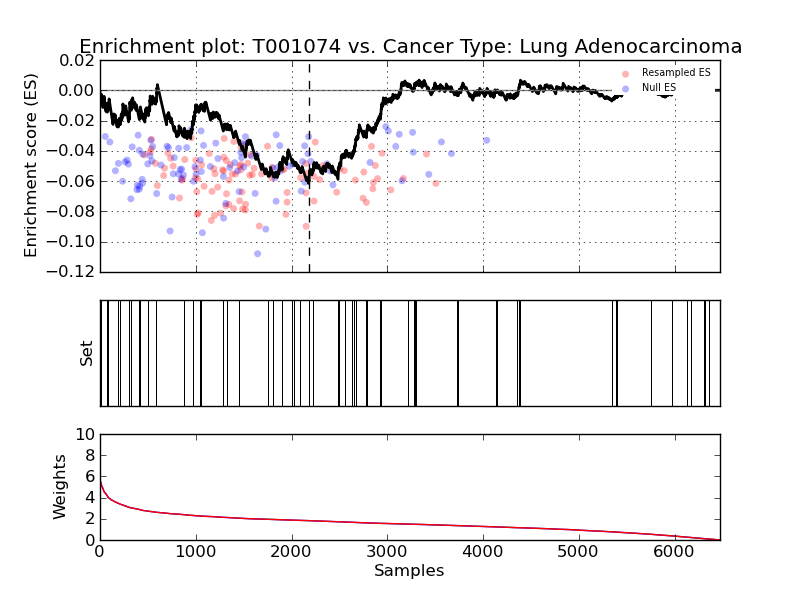 Enrichment plot: T001074 vs. Cancer Type: Lung Adenocarcinoma
0.02
0.00
−0.02
−0.04
−0.06
−0.08
−0.10
−0.12
Enrichment score (ES)
Resampled ES
Null ES
Set
10
8
6
4
2
0
Weights
0 1000 2000 3000 4000 5000 6000
Samples